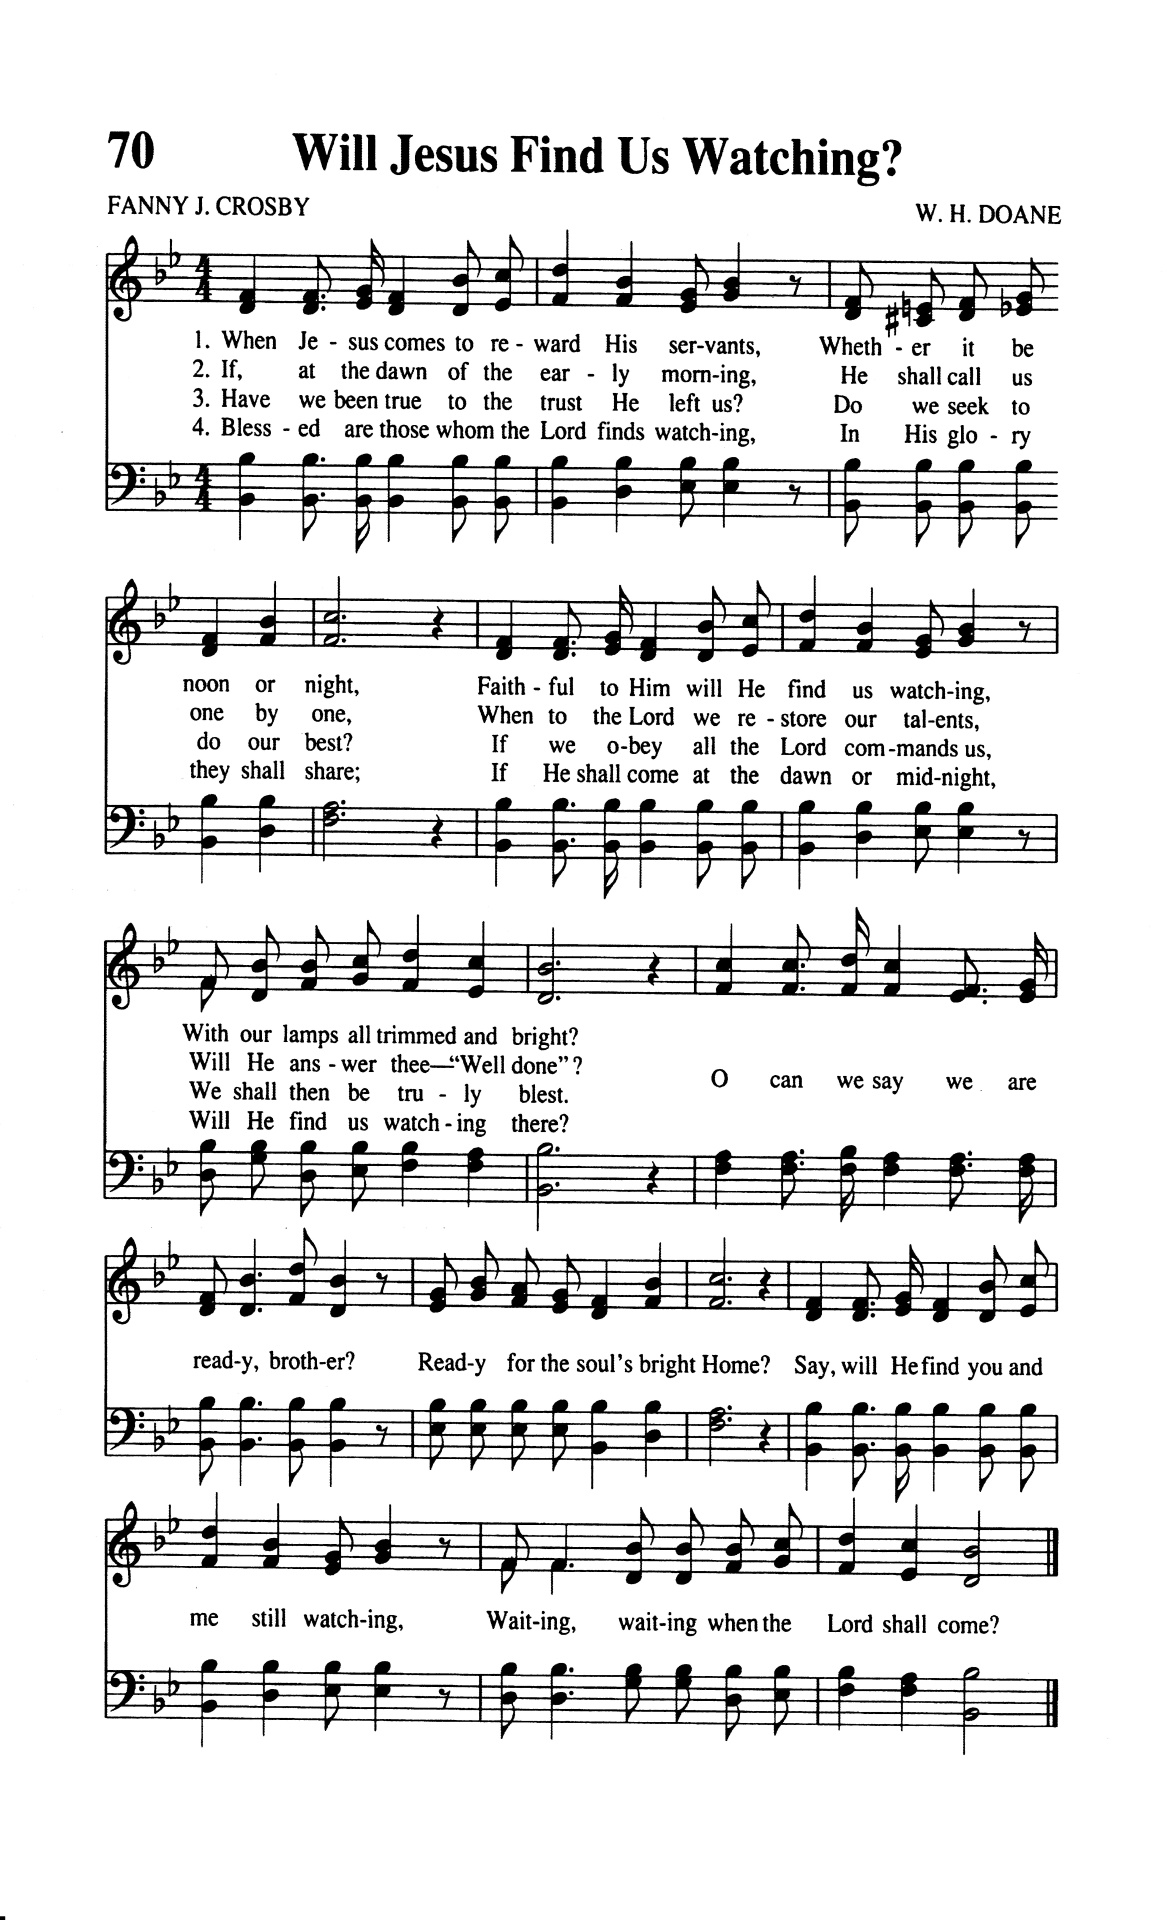 70 Will Jesus Find Us Watching?
FANNY J. CROSBY
W. H. DOANE
1. When Je - sus comes to re - ward His ser-vants, Wheth - er it be
2. If, at the dawn of the ear - ly morn-ing, He shall call us
3. Have we been true to the trust He left us? Do we seek to
4. Bless - ed are those whom the Lord finds watch-ing, In His glo - ry
noon or night, Faith - ful to Him will He find us watch-ing,
one by one, When to the Lord we re - store our tal-ents,
do our best? If we o-bey all the Lord com-mands us,
they shall share; If He shall come at the dawn or mid-night,
With our lamps all trimmed and bright?
Will He ans - wer thee—“Well done”?
We shall then be tru - ly blest.
Will He find us watch - ing there?
O can we say we are
read-y, broth-er? Read-y for the soul's bright Home? Say, will He find you and
me still watch-ing, Wait-ing, wait-ing when the Lord shall come?